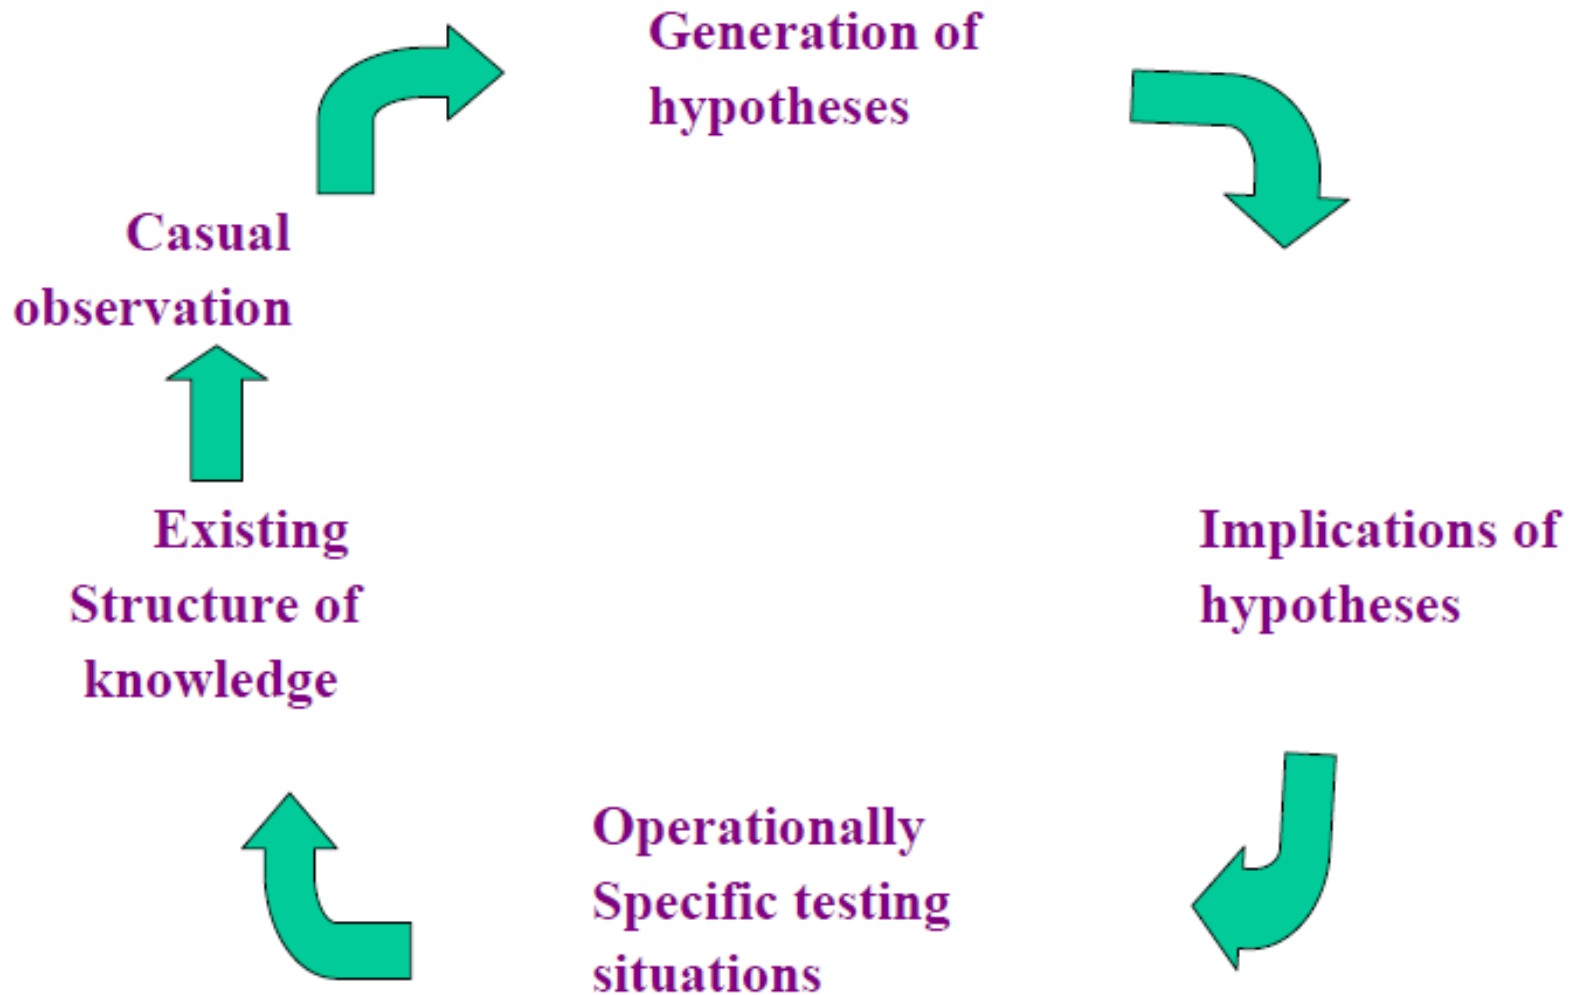 Generation of
hypotheses
Casual
observation
Existing
Structure of
knowledge
Implications of
hypotheses
Operationally
Specific testing
situations